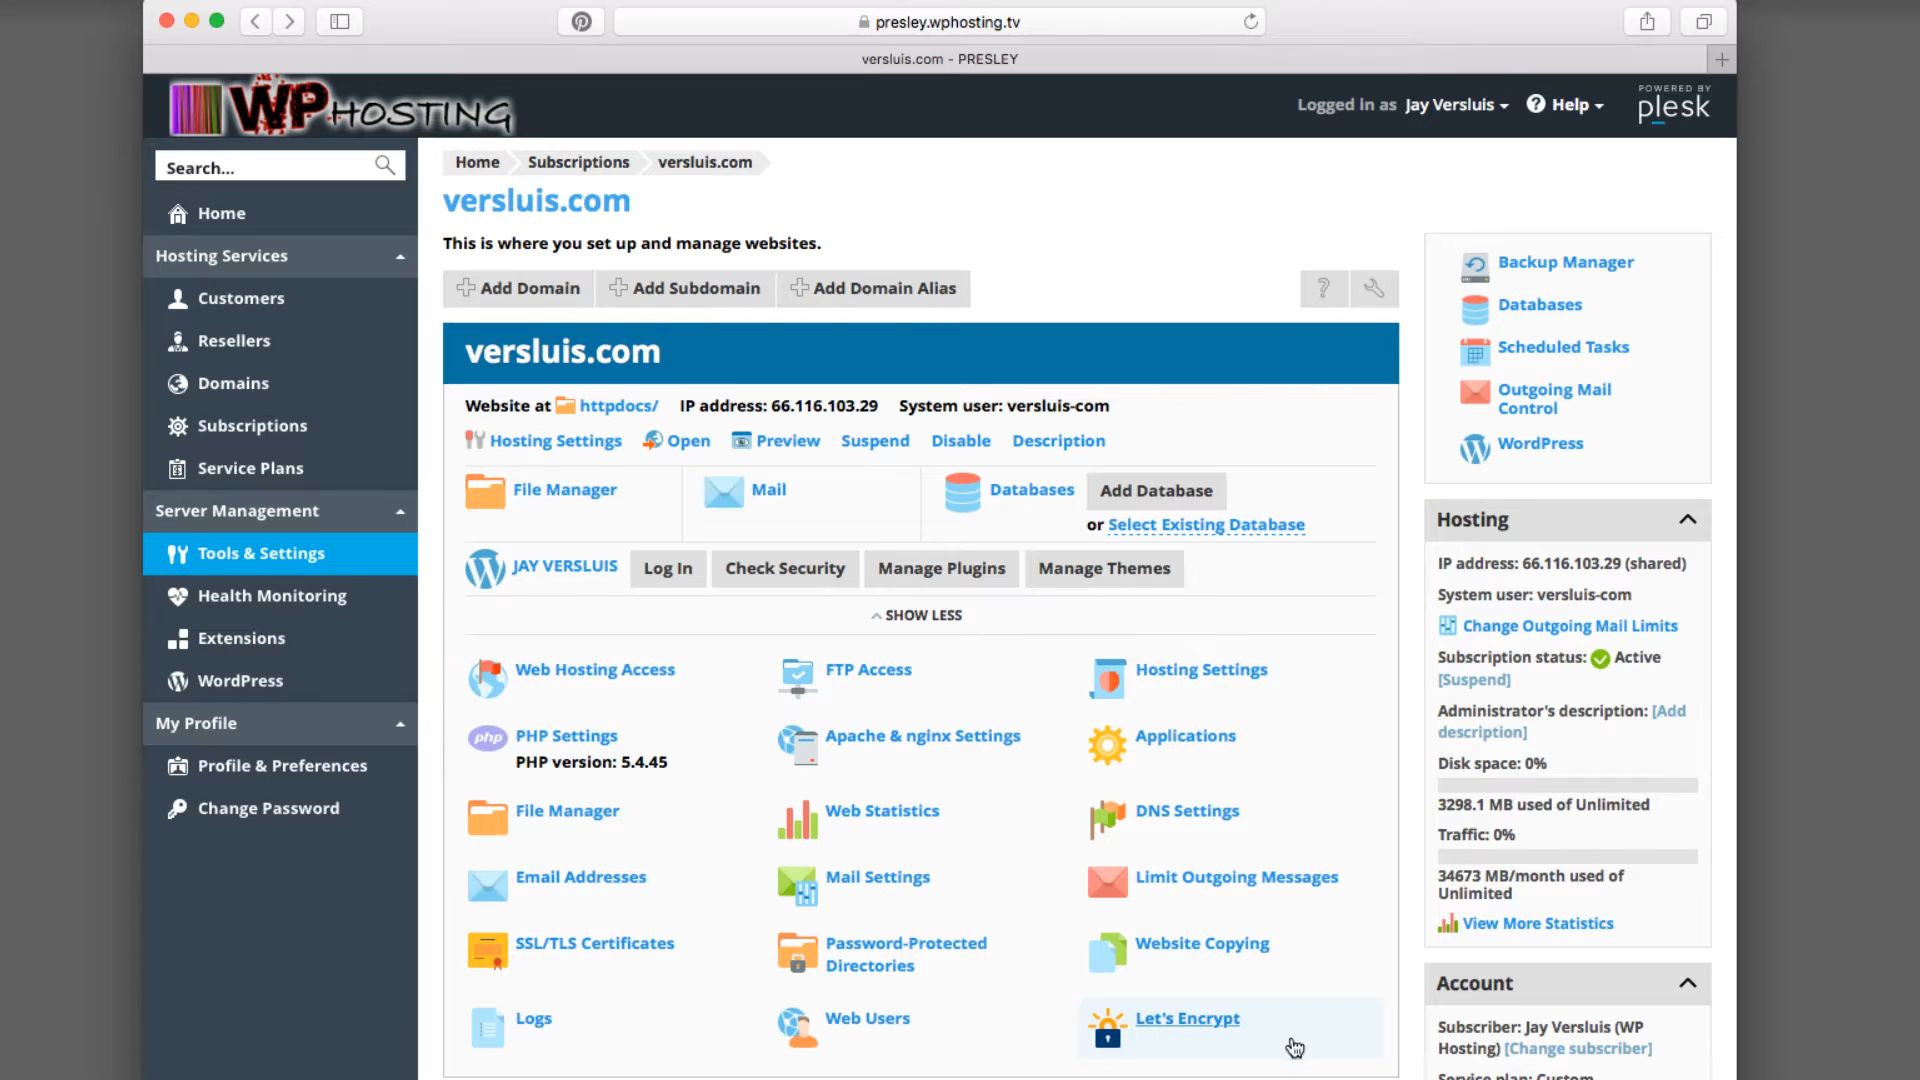 presley.wphosting.tv
versluis.com - PRESLEY
WPHOSTING
Logged in as Jay Versluis
Help
POWERED BY
plesk
Search...
Home
Hosting Services
Customers
Resellers
Domains
Subscriptions
Service Plans
Server Management
Tools & Settings
Health Monitoring
Extensions
WordPress
My Profile
Profile & Preferences
Change Password
Home
Subscriptions
versluis.com
versluis.com
This is where you set up and manage websites.
Add Domain
Add Subdomain
Add Domain Alias
?
versluis.com
Website at httpdocs/ IP address: 66.116.103.29 System user: versluis-com
Hosting Settings
Open
Preview
Suspend
Disable
Description
File Manager
Mail
Databases
Add Database
or Select Existing Database
JAY VERSLUIS
Log In
Check Security
Manage Plugins
Manage Themes
SHOW LESS
Web Hosting Access
FTP Access
Hosting Settings
php
PHP Settings
PHP version: 5.4.45
Apache & nginx Settings
Applications
File Manager
Web Statistics
DNS Settings
Email Addresses
Mail Settings
Limit Outgoing Messages
SSL/TLS Certificates
Password-Protected
Directories
Website Copying
Logs
Web Users
Let's Encrypt
Backup Manager
Databases
Scheduled Tasks
Outgoing Mail
Control
WordPress
Hosting
IP address: 66.116.103.29 (shared)
System user: versluis-com
Change Outgoing Mail Limits
Subscription status: Active
[Suspend]
Administrator's description: [Add
description]
Disk space: 0%
3298.1 MB used of Unlimited
Traffic: 0%
34673 MB/month used of
Unlimited
View More Statistics
Account
Subscriber: Jay Versluis (WP
Hosting) [Change subscriber]
Service plan: Custom